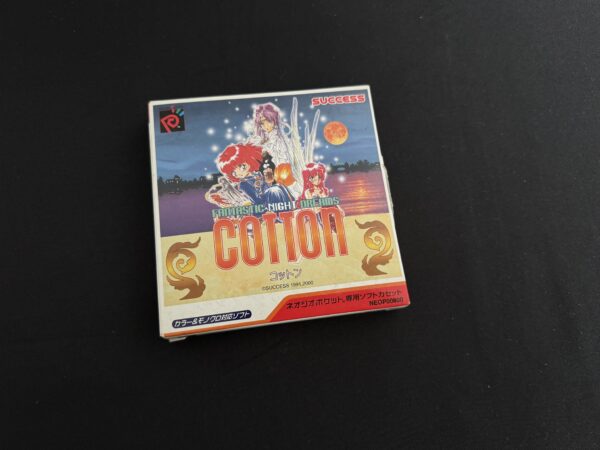 SUCCESS
FANTASTIC NIGHT DREAMS
COTTON
コットン
©SUCCESS 1991,2000
カラー&モノクロ対応ソフト
ネオジオポケット専用ソフトカセット